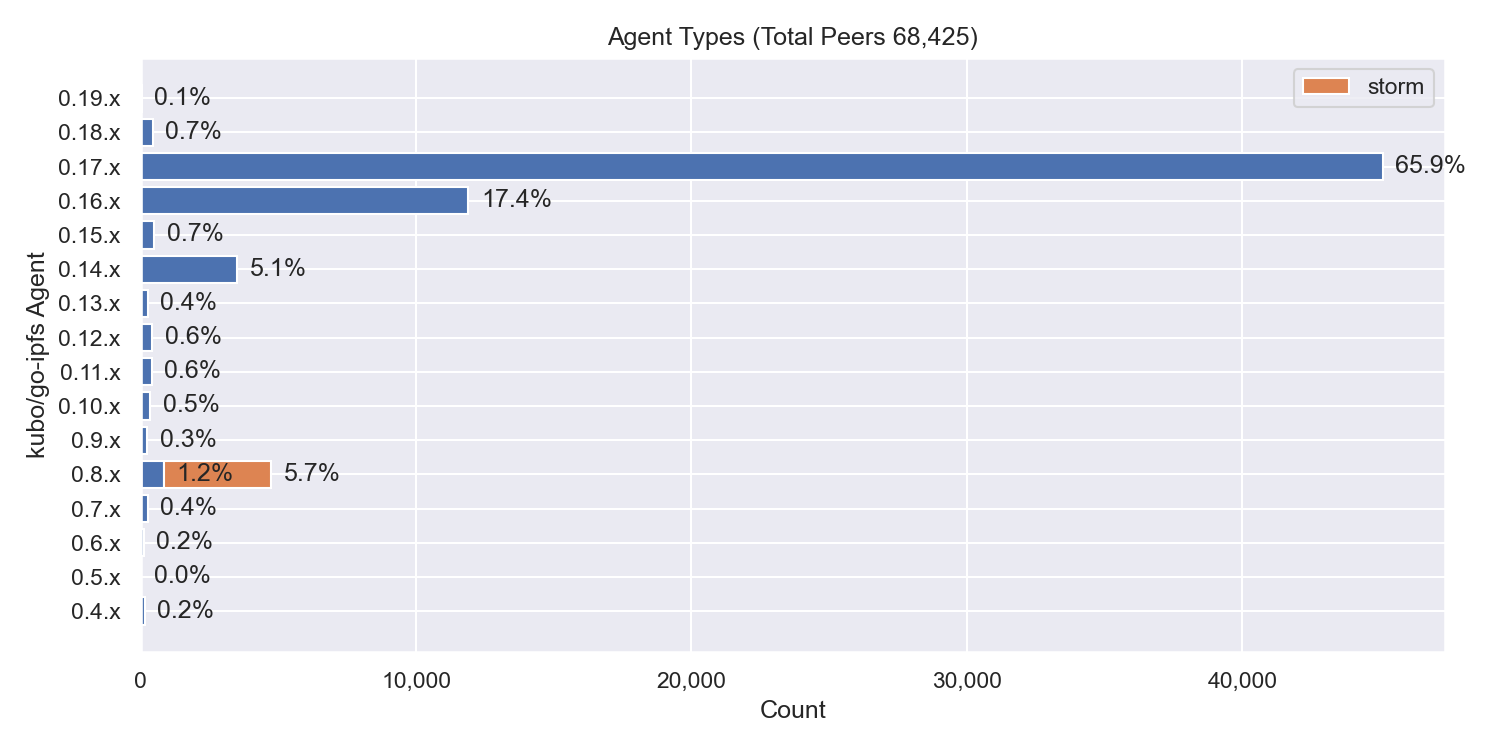 Agent Types (Total Peers 68,425)
storm
kubo/go-ipfs Agent
0.19.x 0.1%
0.18.x 0.7%
0.17.x 65.9%
0.16.x 17.4%
0.15.x 0.7%
0.14.x 5.1%
0.13.x 0.4%
0.12.x 0.6%
0.11.x 0.6%
0.10.x 0.5%
0.9.x 0.3%
0.8.x 1.2% 5.7%
0.7.x 0.4%
0.6.x 0.2%
0.5.x 0.0%
0.4.x 0.2%
0 10,000 20,000 30,000 40,000
Count